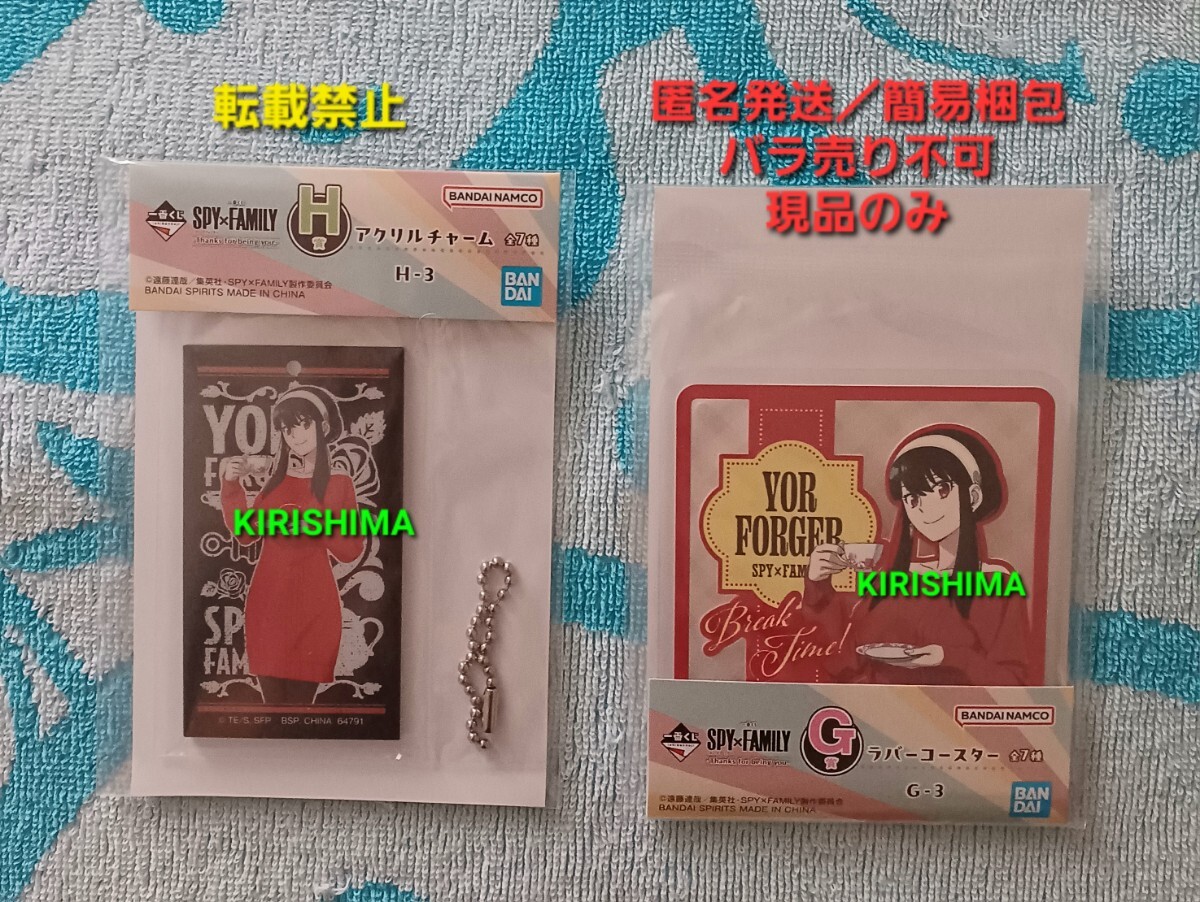 転載禁止
匿名発送／簡易梱包
バラ売り不可
現品のみ
一番くじ
SPY×FAMILY
-thanks for being you-
H
賞
BANDAI NAMCO
アクリルチャーム 全7種
H-3
©遠藤達哉／集英社・SPY×FAMILY製作委員会
BANDAI SPIRITS MADE IN CHINA
BAN
DAI
YOR
KIRISHIMA
SP
FAM
© TE/S, SFP BSP, CHINA 64791
YOR
FORGER
SPY×FAM
KIRISHIMA
Break
Time!
一番くじ
SPY×FAMILY
-thanks for being you-
G
賞
BANDAI NAMCO
ラバーコースター 全7種
G-3
©遠藤達哉／集英社・SPY×FAMILY製作委員会
BANDAI SPIRITS MADE IN CHINA
BAN
DAI